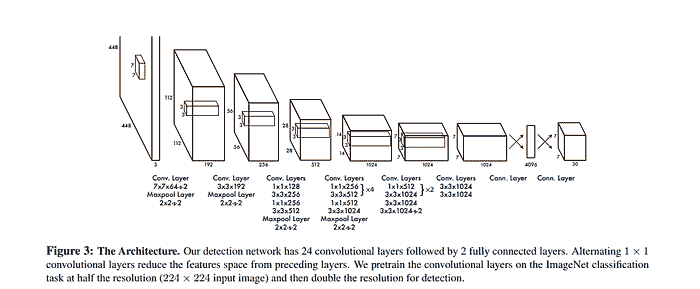 448
7
7
448
3
112
3
3
112
192
56
3
3
56
256
28
3
3
28
512
14
3
3
14
1024
7
3
3
7
1024
7
7
1024
4096
7
7
30
Conv. Layer
7x7x64-s-2
Maxpool Layer
2x2-s-2
Conv. Layer
3x3x192
Maxpool Layer
2x2-s-2
Conv. Layers
1x1x128
3x3x256
1x1x256
3x3x512
Maxpool Layer
2x2-s-2
Conv. Layers
1x1x256 }×4
3x3x512
1x1x512
3x3x1024
Maxpool Layer
2x2-s-2
Conv. Layers
1x1x512 }×2
3x3x1024
3x3x1024
3x3x1024-s-2
Conv. Layers
3x3x1024
3x3x1024
Conn. Layer
Conn. Layer
Figure 3: The Architecture. Our detection network has 24 convolutional layers followed by 2 fully connected layers. Alternating 1 × 1
convolutional layers reduce the features space from preceding layers. We pretrain the convolutional layers on the ImageNet classification
task at half the resolution (224 × 224 input image) and then double the resolution for detection.